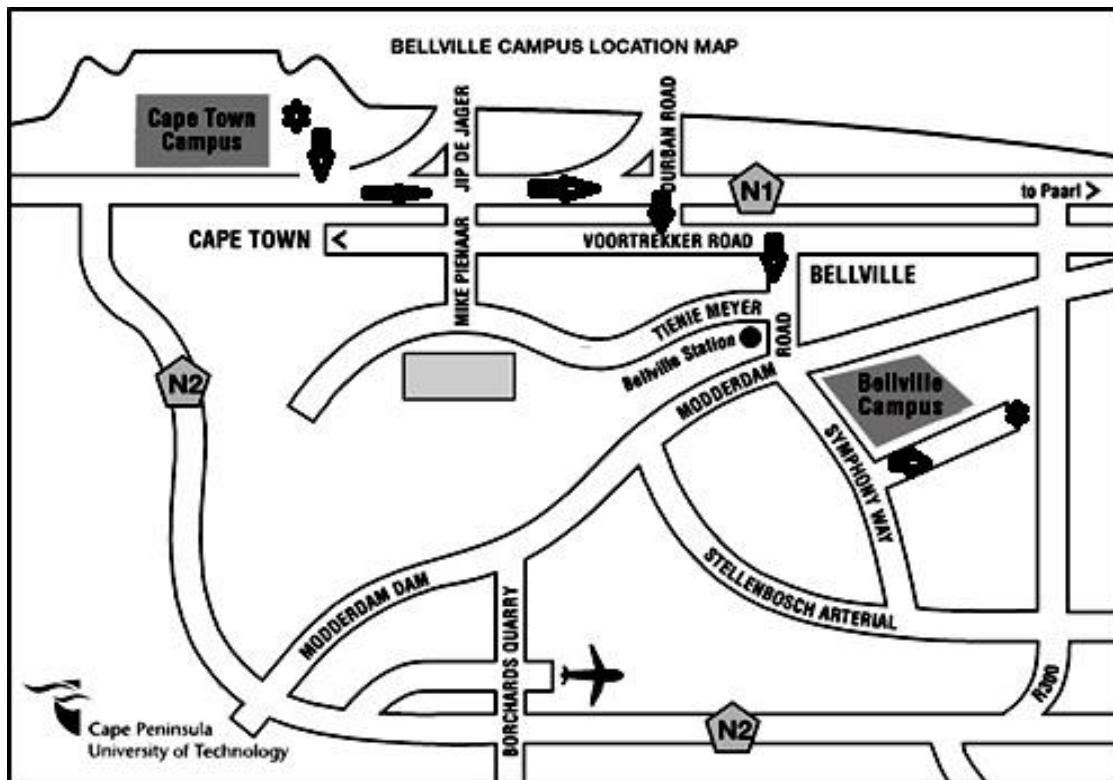 BELLVILLE CAMPUS LOCATION MAP
Cape Town
Campus
JIP DE JAGER
DURBAN ROAD
N1
to Paarl >
CAPE TOWN <
VOORTREKKER ROAD
MIKE PIENAAR
BELLVILLE
TIENIE MEYER
Bellville Station
ROAD
MODDERDAM
N2
Bellville
Campus
SYMPHONY WAY
STELLENBOSCH ARTERIAL
MODDERDAM DAM
BORCHARDS QUARRY
R300
N2
Cape Peninsula
University of Technology